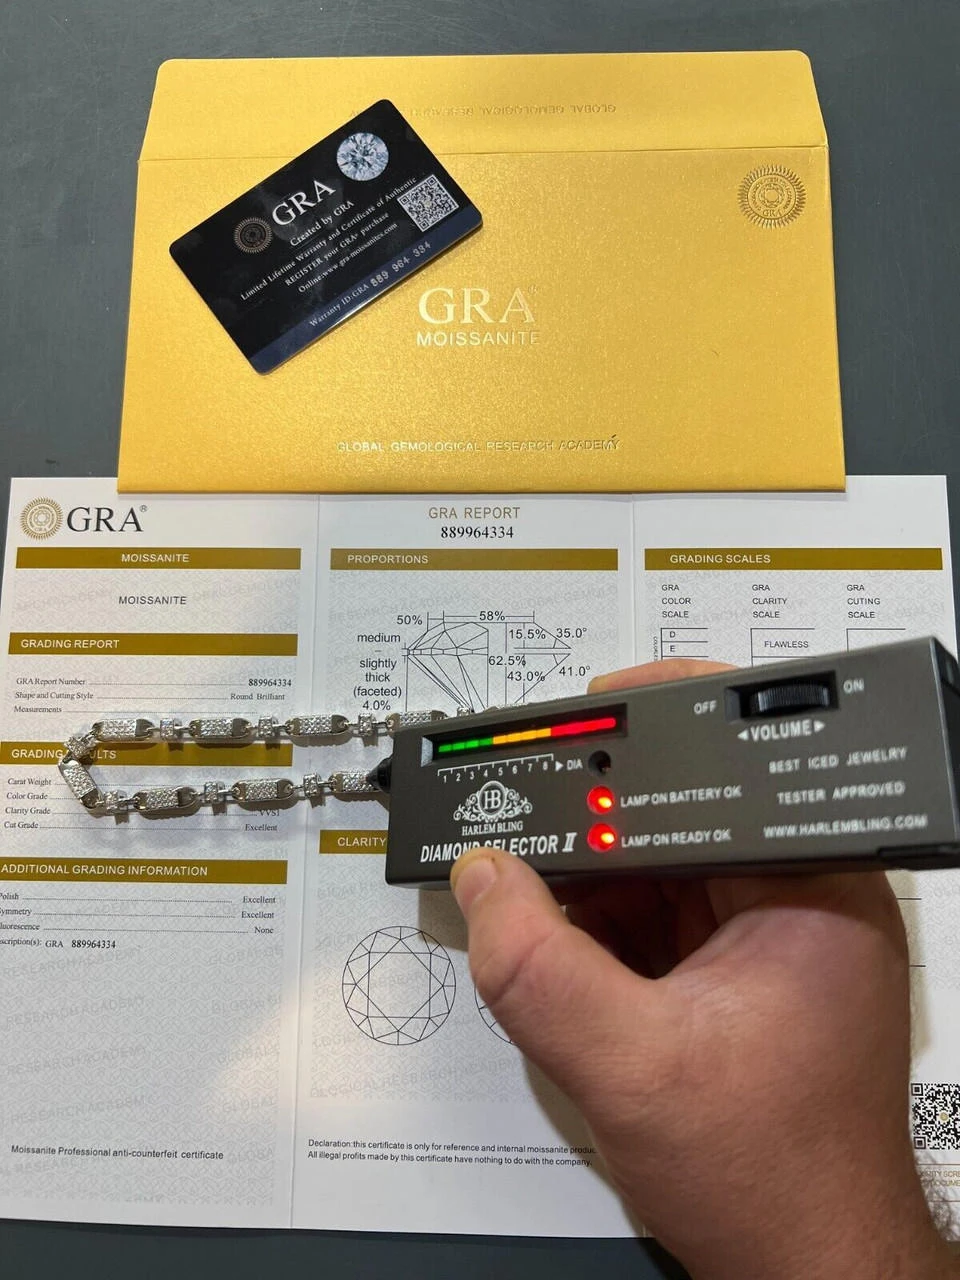 GLOBAL GEMOLOGICAL RESEARCH ACADEMY
GRA
Created by GRA
Limited Lifetime Warranty and Certificate of Authentic
REGISTER your GRA® purchase
Online:www.gra-moissanites.com
Warranty ID:GRA 889 964 334
GRA
GRA®
MOISSANITE
GLOBAL GEMOLOGICAL RESEARCH ACADEMY
GRA®
MOISSANITE
MOISSANITE
GRADING REPORT
GRA Report Number 889964334
Shape and Cutting Style Round Brilliant
Measurements
GRADING
ULTS
Carat Weight
Color Grade
Clarity Grade VVS1
Cut Grade Excellent
ADDITIONAL GRADING INFORMATION
Polish Excellent
ymmetry Excellent
luorescence None
scription(s): GRA 889964334
Moissanite Professional anti-counterfeit certificate
GRA REPORT
889964334
PROPORTIONS
50%
58%
medium
–
slightly
thick
(faceted)
4.0%
15.5%
35.0°
62.5%
43.0%
41.0°
CLARITY
Declaration:this certificate is only for reference and internal moissanite produc
All illegal profits made by this certificate have nothing to do with the company.
GRADING SCALES
GRA
COLOR
SCALE
GRA
CLARITY
SCALE
GRA
CUTING
SCALE
D
E
FLAWLESS
OFF
ON
◀VOLUME▶
1 2 3 4 5 6 7 8 ▶ DIA
LAMP ON BATTERY OK
LAMP ON READY OK
HB
HARLEM BLING
DIAMOND SELECTOR II
BEST ICED JEWELRY
TESTER APPROVED
WWW.HARLEMBLING.COM